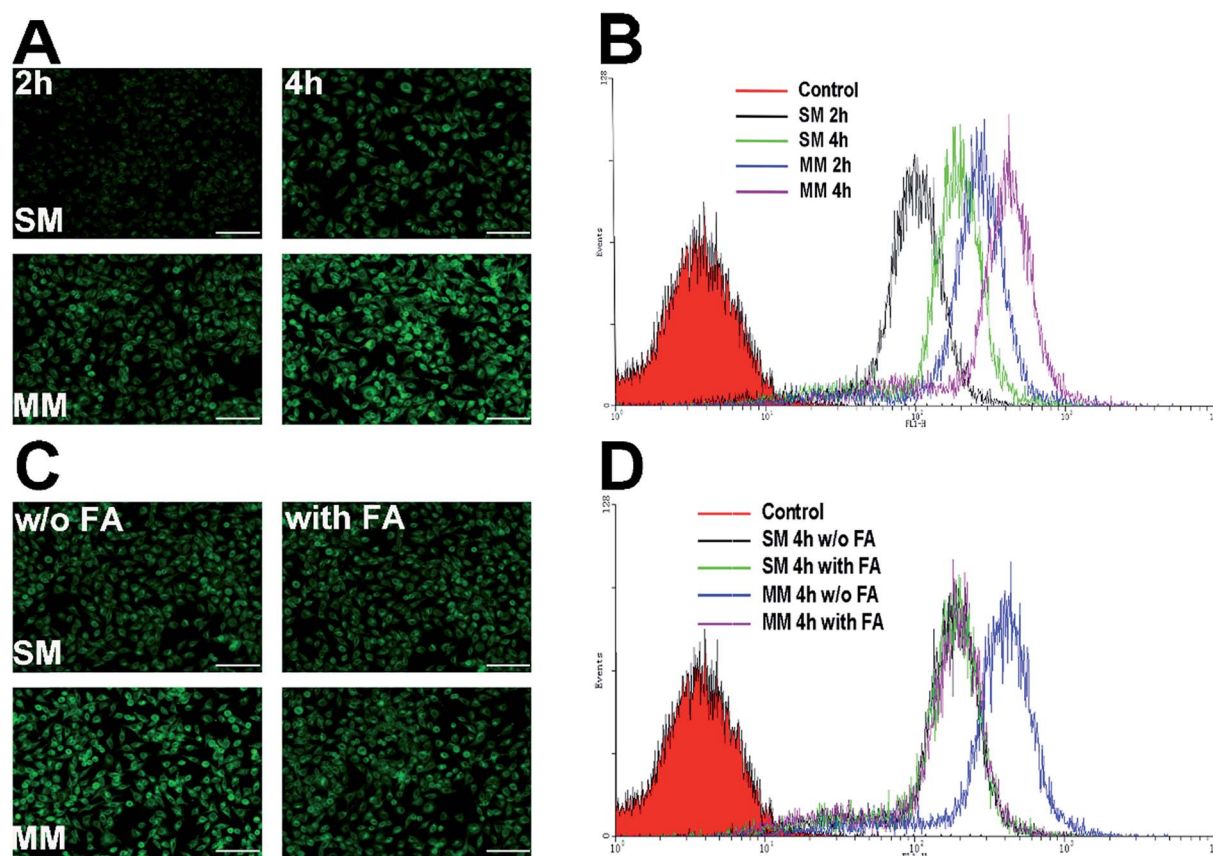 A
2h
4h
SM
MM
B
128
Control
SM 2h
SM 4h
MM 2h
MM 4h
Events
0
FL1-H
C
w/o FA
with FA
SM
MM
D
128
Control
SM 4h w/o FA
SM 4h with FA
MM 4h w/o FA
MM 4h with FA
Events
0